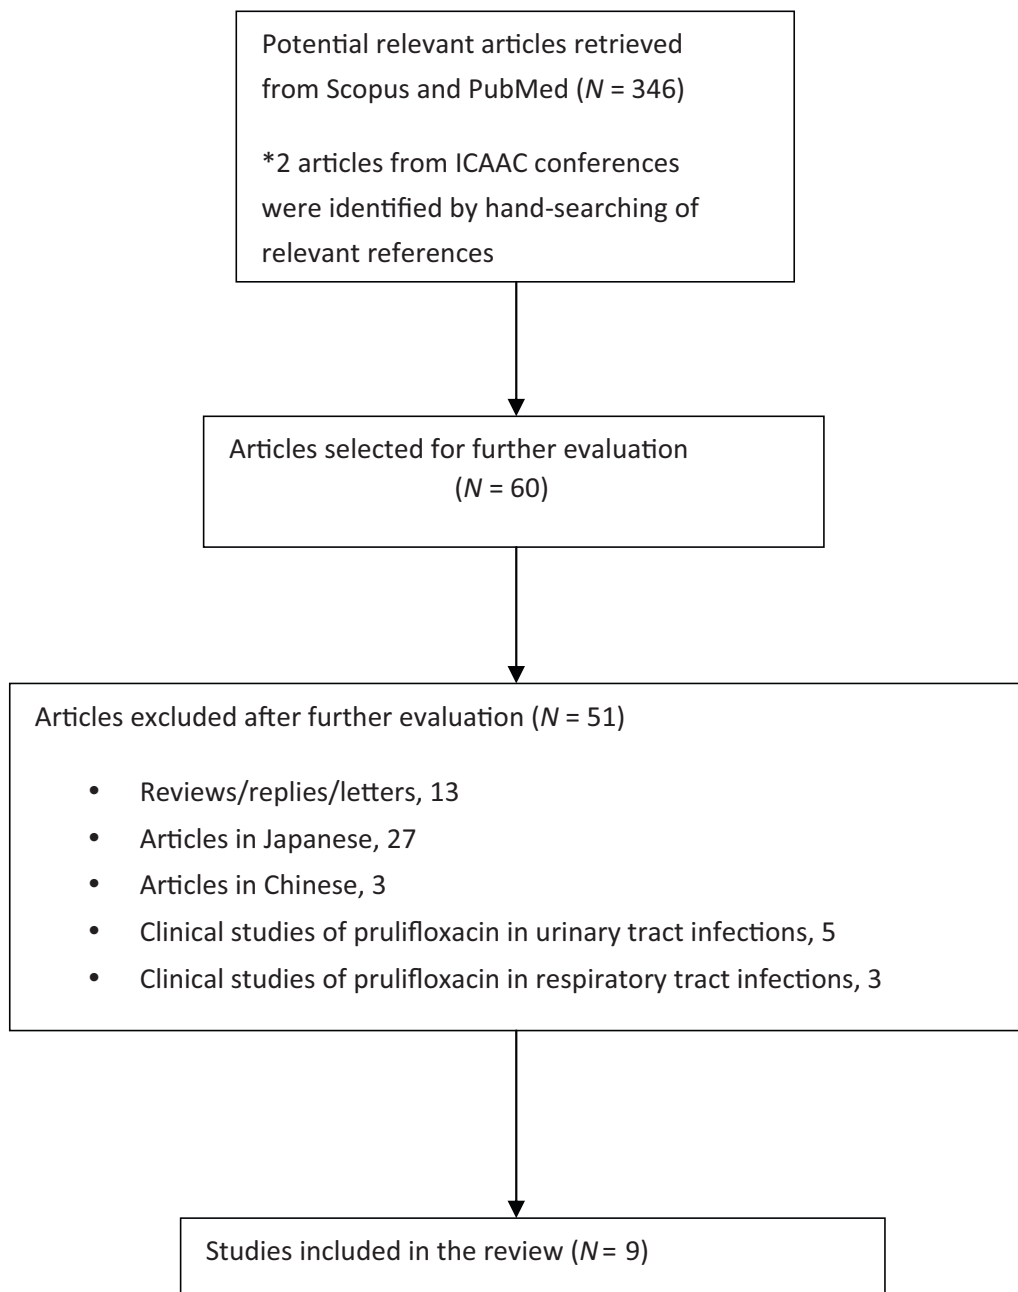 Potential relevant articles retrieved
from Scopus and PubMed (N = 346)
*2 articles from ICAAC conferences
were identified by hand-searching of
relevant references
Articles selected for further evaluation
(N = 60)
Articles excluded after further evaluation (N = 51)
• Reviews/replies/letters, 13
• Articles in Japanese, 27
• Articles in Chinese, 3
• Clinical studies of prulifloxacin in urinary tract infections, 5
• Clinical studies of prulifloxacin in respiratory tract infections, 3
Studies included in the review (N = 9)